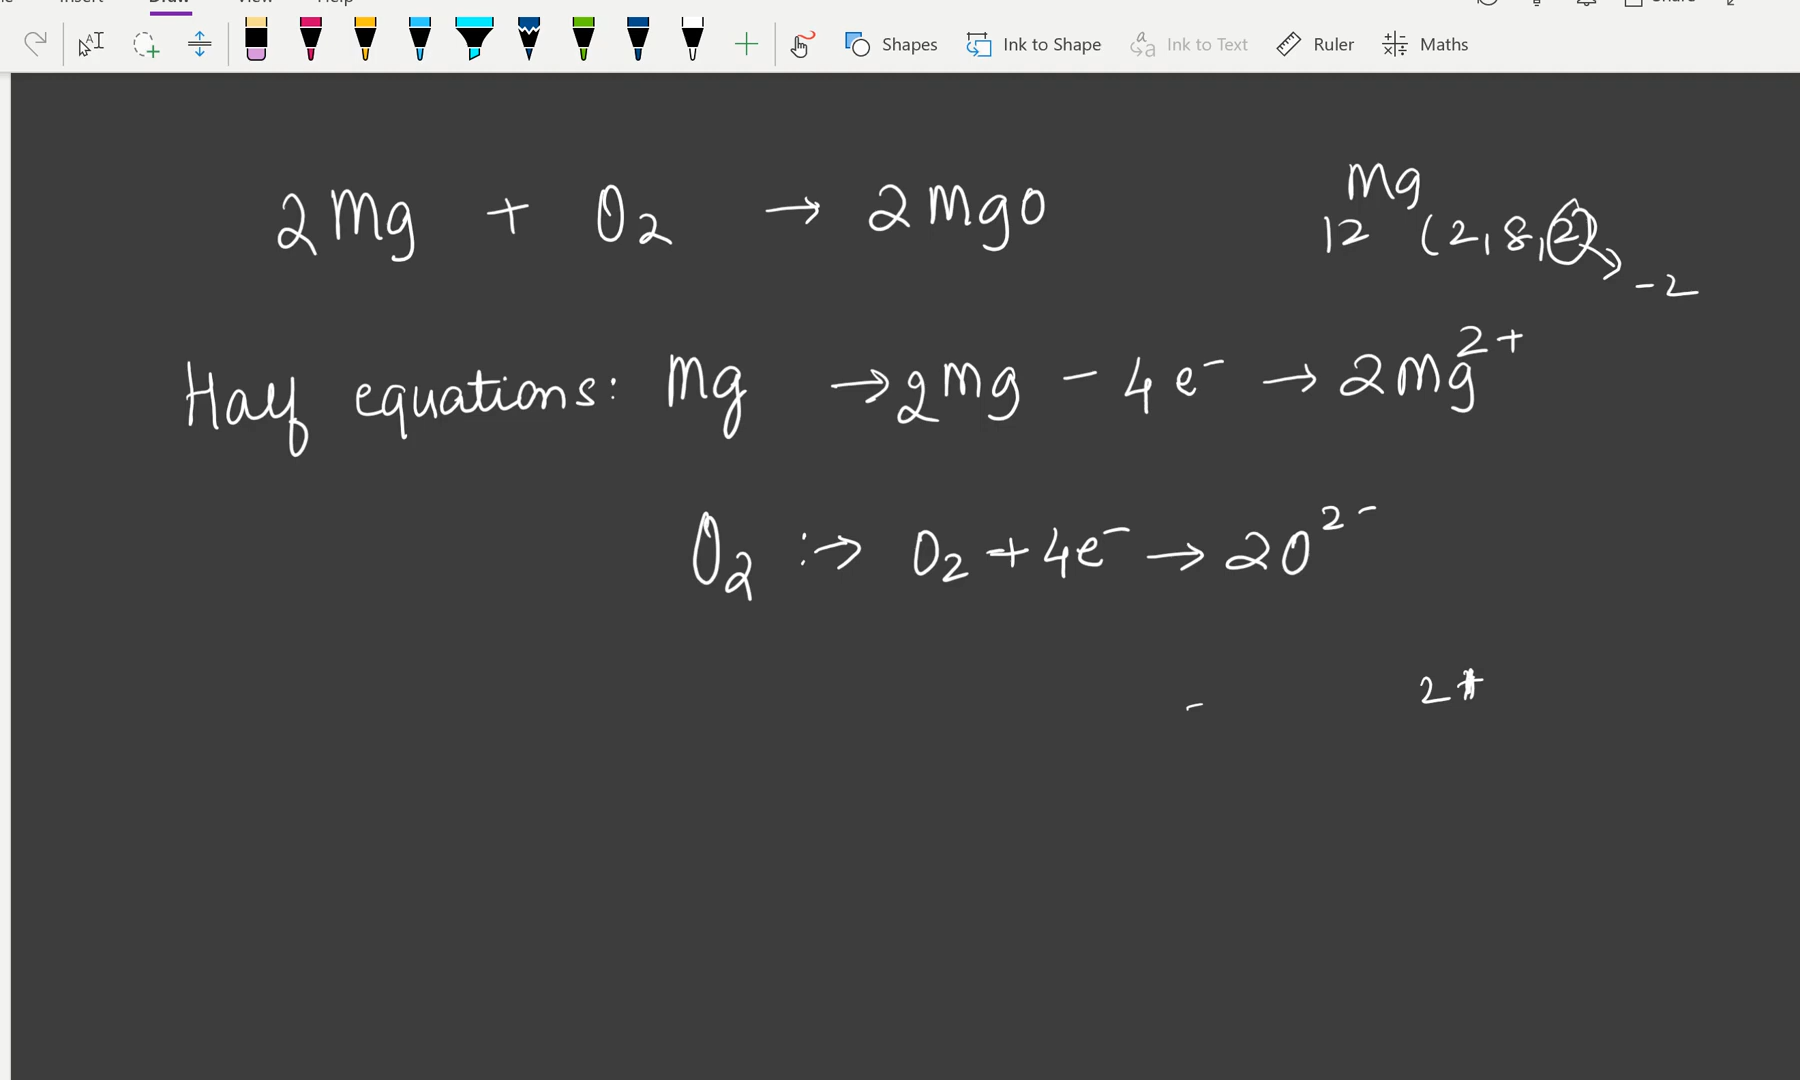 Shapes Ink to Shape Ink to Text Ruler Maths
2Mg + O₂ → 2MgO
Mg
12 (2,8,2) → -2
Half equations: Mg → 2Mg - 4e⁻ → 2Mg²⁺
O₂ :→ O₂ + 4e⁻ → 2O²⁻
- 2+